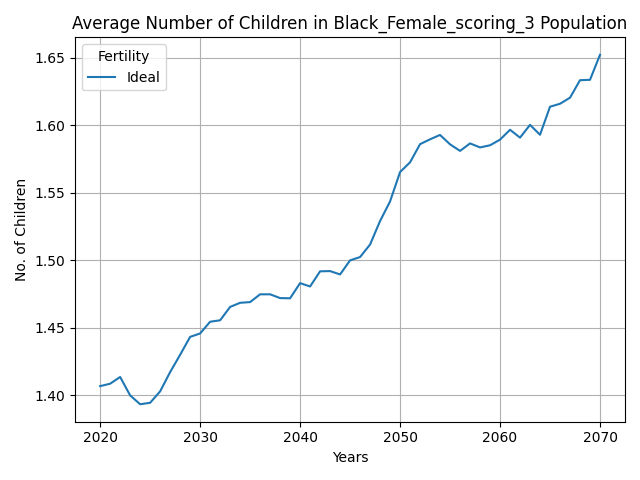 Average Number of Children in Black_Female_scoring_3 Population
Fertility
Ideal
No. of Children
1.65
1.60
1.55
1.50
1.45
1.40
2020 2030 2040 2050 2060 2070
Years